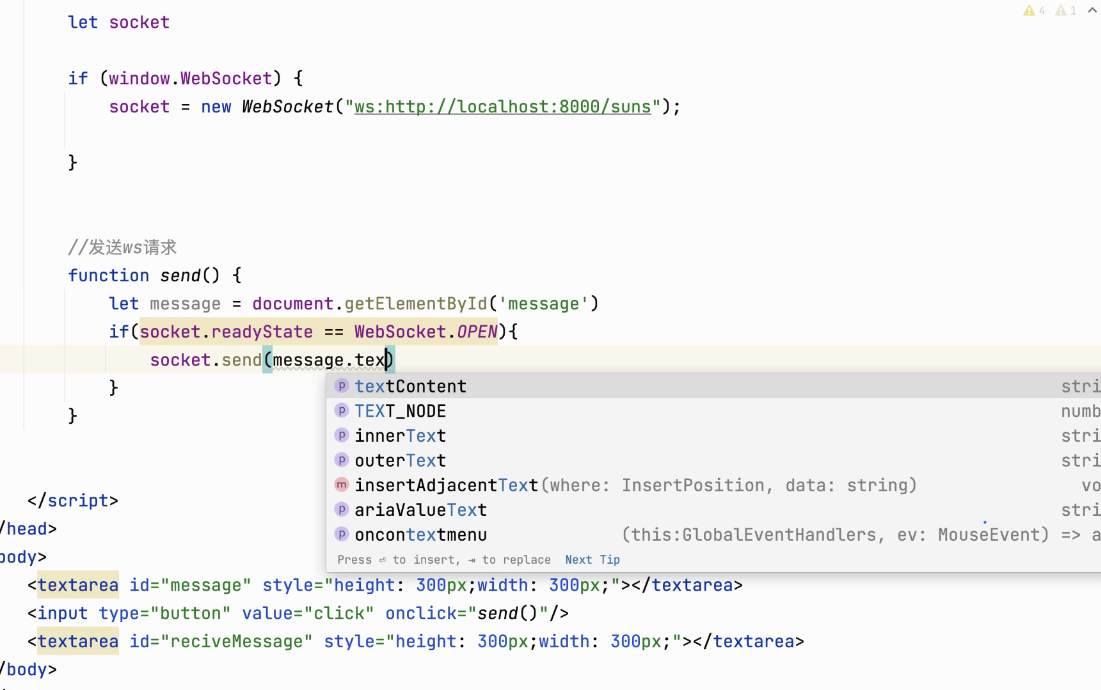 let socket
4 1
if (window.WebSocket) {
socket = new WebSocket("ws:http://localhost:8000/suns");
}
//发送ws请求
function send() {
let message = document.getElementById('message')
if(socket.readyState == WebSocket.OPEN){
socket.send(message.tex)
}
}
p textContent stri
p TEXT_NODE numb
p innerText stri
p outerText stri
m insertAdjacentText(where: InsertPosition, data: string) vo
p ariaValueText stri
p oncontextmenu (this:GlobalEventHandlers, ev: MouseEvent) => a
Press ⏎ to insert, ⇥ to replace Next Tip
</script>
/head>
body>
<textarea id="message" style="height: 300px;width: 300px;"></textarea>
<input type="button" value="click" onclick="send()"/>
<textarea id="reciveMessage" style="height: 300px;width: 300px;"></textarea>
/body>